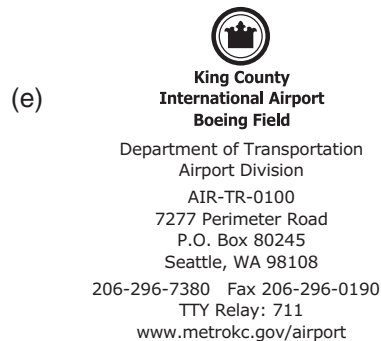 (e)
King County
International Airport
Boeing Field
Department of Transportation
Airport Division
AIR-TR-0100
7277 Perimeter Road
P.O. Box 80245
Seattle, WA 98108
206-296-7380 Fax 206-296-0190
TTY Relay: 711
www.metrokc.gov/airport